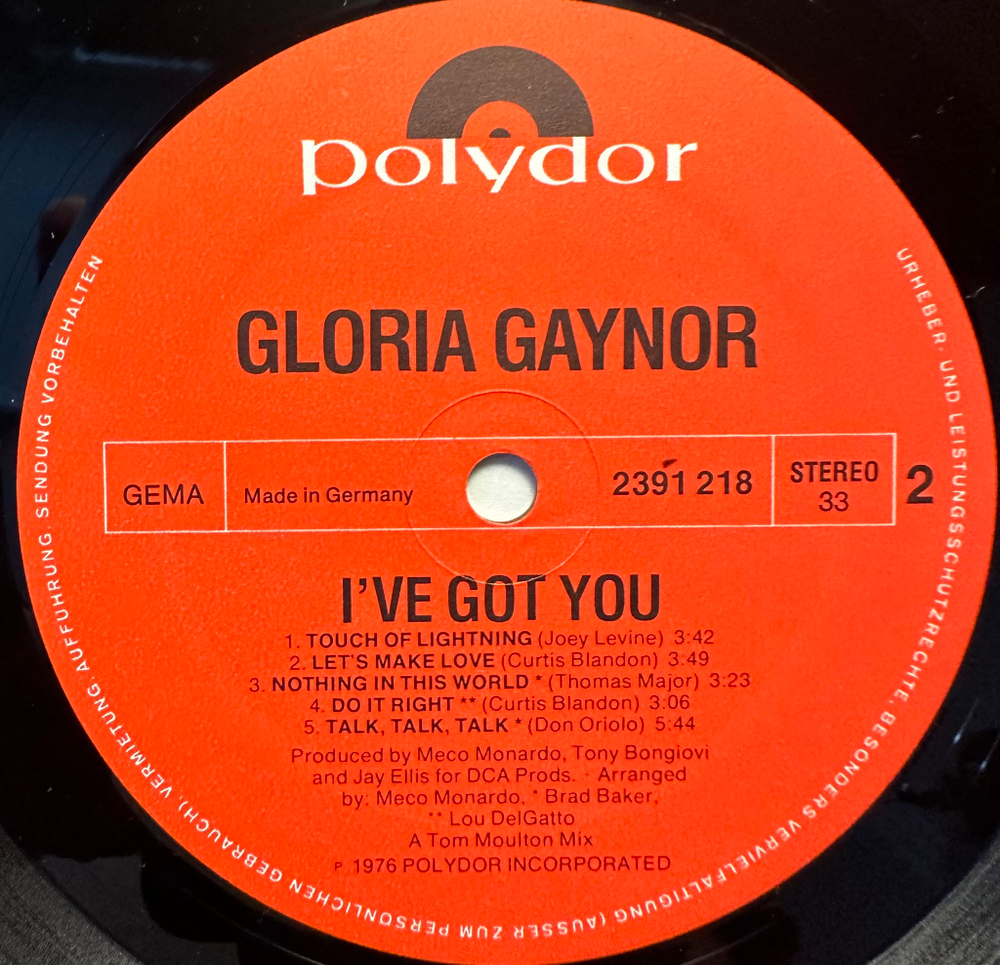 polydor
GLORIA GAYNOR
GEMA
Made in Germany
2391 218
STEREO
33
2
I'VE GOT YOU
1. TOUCH OF LIGHTNING (Joey Levine) 3:42
2. LET'S MAKE LOVE (Curtis Blandon) 3:49
3. NOTHING IN THIS WORLD * (Thomas Major) 3:23
4. DO IT RIGHT ** (Curtis Blandon) 3:06
5. TALK, TALK, TALK * (Don Oriolo) 5:44
Produced by Meco Monardo, Tony Bongiovi
and Jay Ellis for DCA Prods. · Arranged
by: Meco Monardo, * Brad Baker,
** Lou DelGatto
A Tom Moulton Mix
℗ 1976 POLYDOR INCORPORATED
URHEBER- UND LEISTUNGSSCHUTZRECHTE, BESONDERS VERVIELFÄLTIGUNG (AUSSER ZUM PERSÖNLICHEN GEBRAUCH), VERMIETUNG, AUFFÜHRUNG, SENDUNG VORBEHALTEN